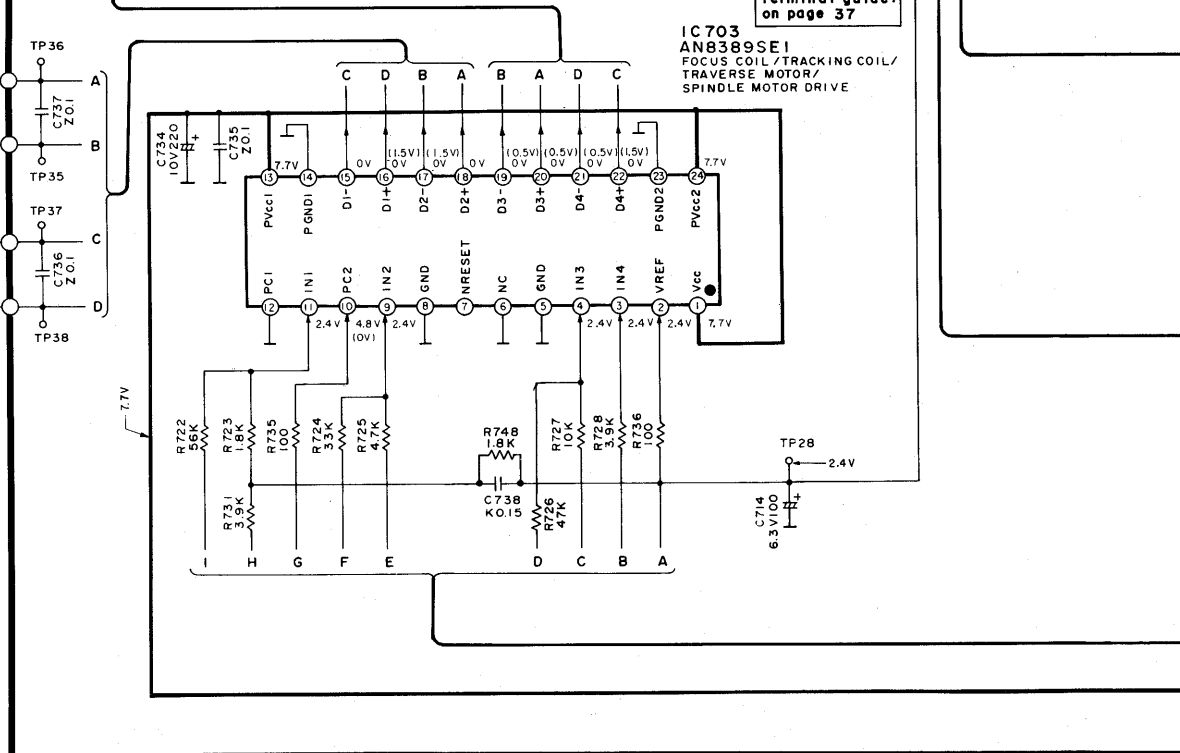 Terminal guide.
on page 37
IC703
AN8389SE1
FOCUS COIL/TRACKING COIL/
TRAVERSE MOTOR/
SPINDLE MOTOR DRIVE
TP36
A
C737
Z0.1
B
TP35
TP37
C
C736
Z0.1
D
TP38
C D B A B A D C
C734
10V220
+
C735
Z0.1
7.7V
0V
(1.5V)
0V
(1.5V)
0V
0V
(0.5V)
0V
(0.5V)
0V
(0.5V)
0V
(1.5V)
0V
7.7V
13 14 15 16 17 18 19 20 21 22 23 24
PVcc1 PGND1 D1- D1+ D2- D2+ D3- D3+ D4- D4+ PGND2 PVcc2
PC1 IN1 PC2 IN2 GND NRESET NC GND IN3 IN4 VREF Vcc
12 11 10 9 8 7 6 5 4 3 2 1
2.4V 4.8V 2.4V 2.4V 2.4V 2.4V 7.7V
(0V)
7.7V
R722
56K
R723
1.8K
R735
100
R724
33K
R725
4.7K
R748
1.8K
C738
K0.15
R727
10K
R728
3.9K
R736
100
TP28
2.4V
R731
3.9K
R726
47K
C714
6.3V100
+
I H G F E D C B A